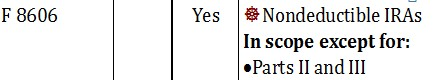 F 8606 Yes Nondeductible IRAs
In scope except for:
•Parts II and III